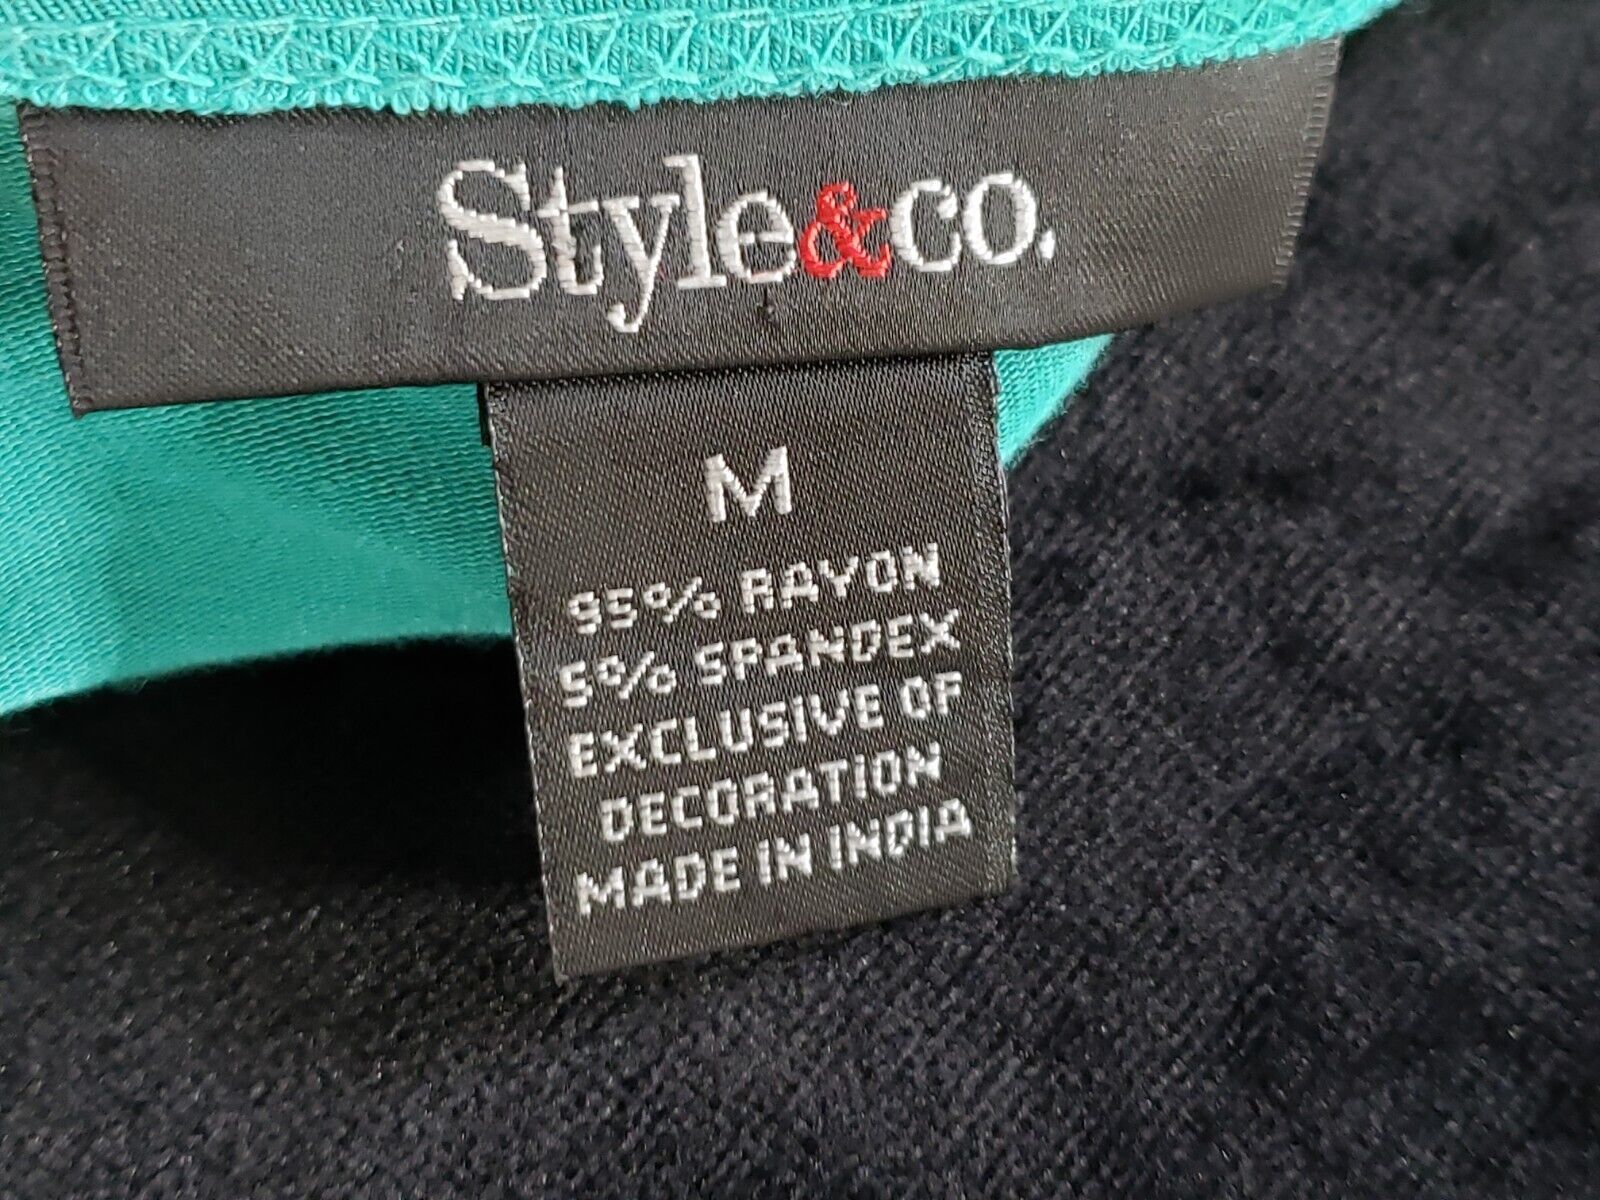 Style&co.
M
95% RAYON
5% SPANDEX
EXCLUSIVE OF
DECORATION
MADE IN INDIA